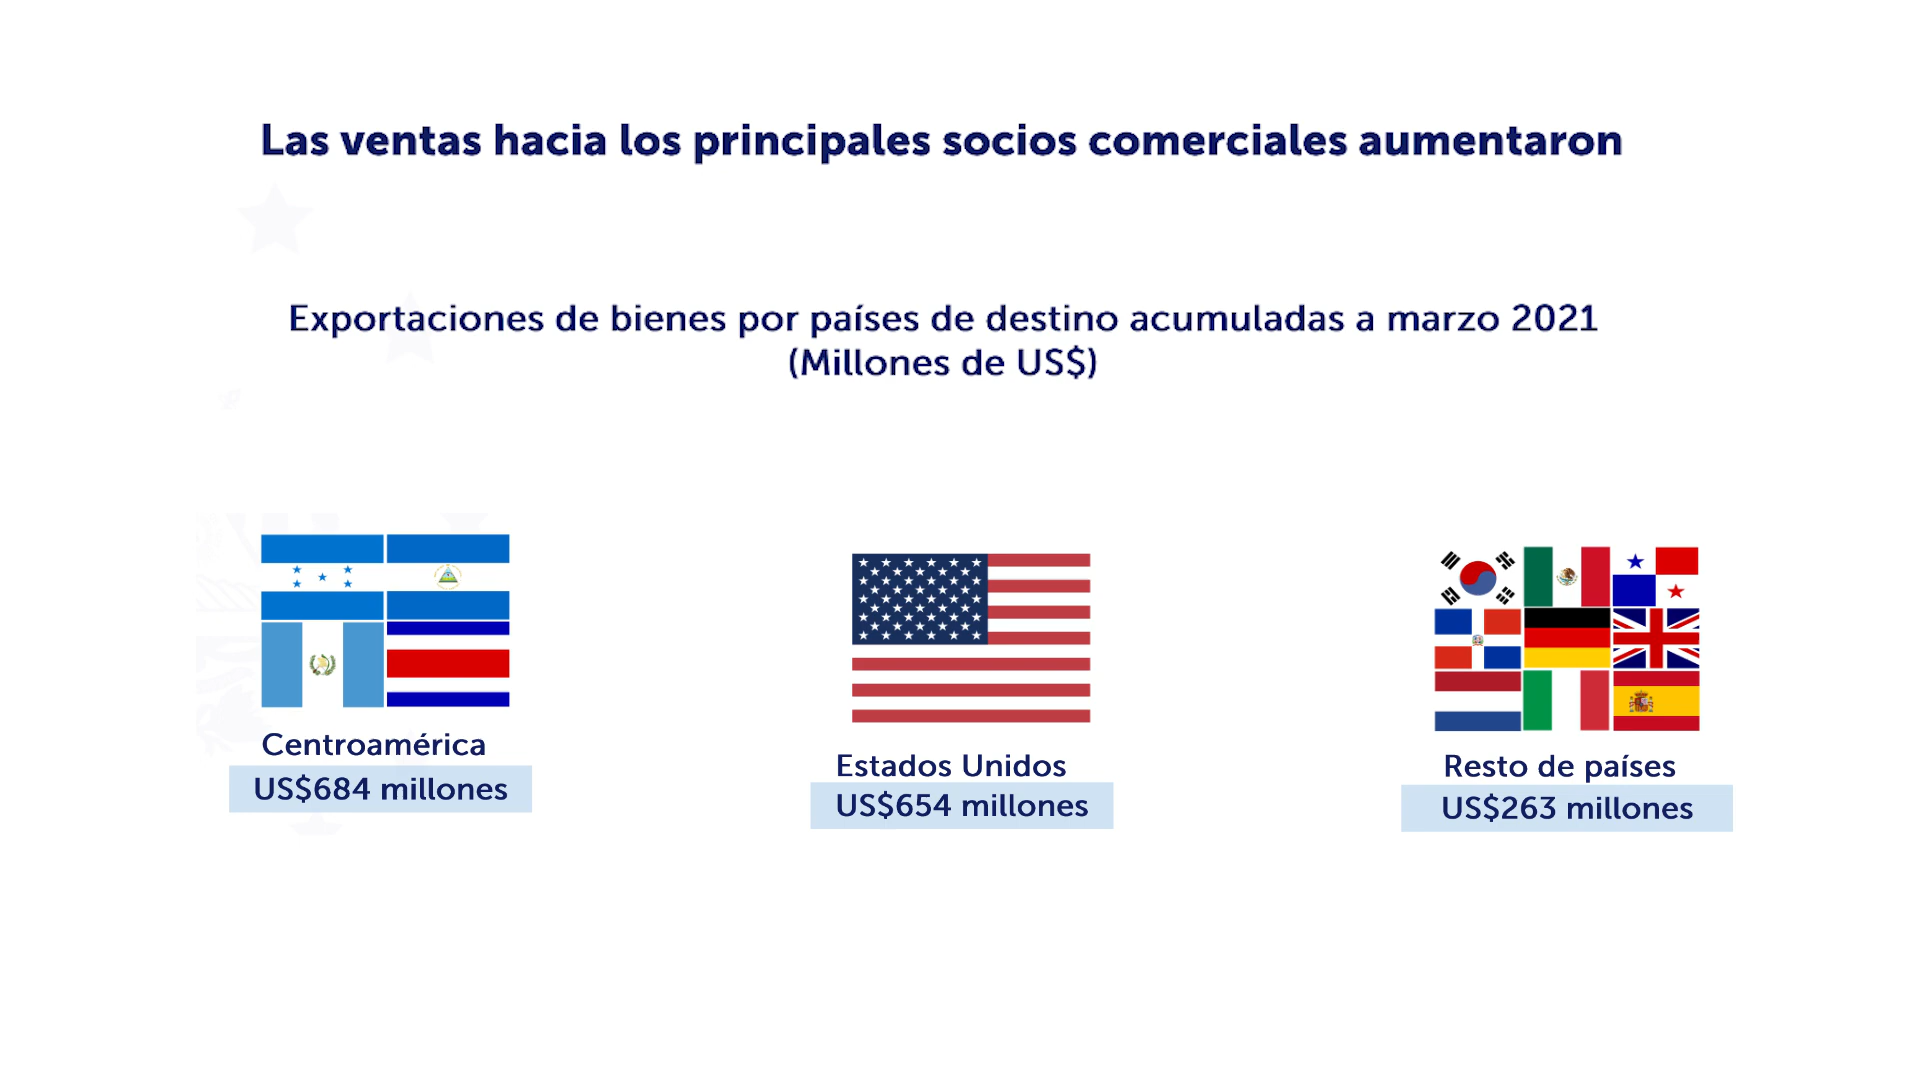 Las ventas hacia los principales socios comerciales aumentaron
Exportaciones de bienes por países de destino acumuladas a marzo 2021
(Millones de US$)
Centroamérica
US$684 millones
Estados Unidos
US$654 millones
Resto de países
US$263 millones